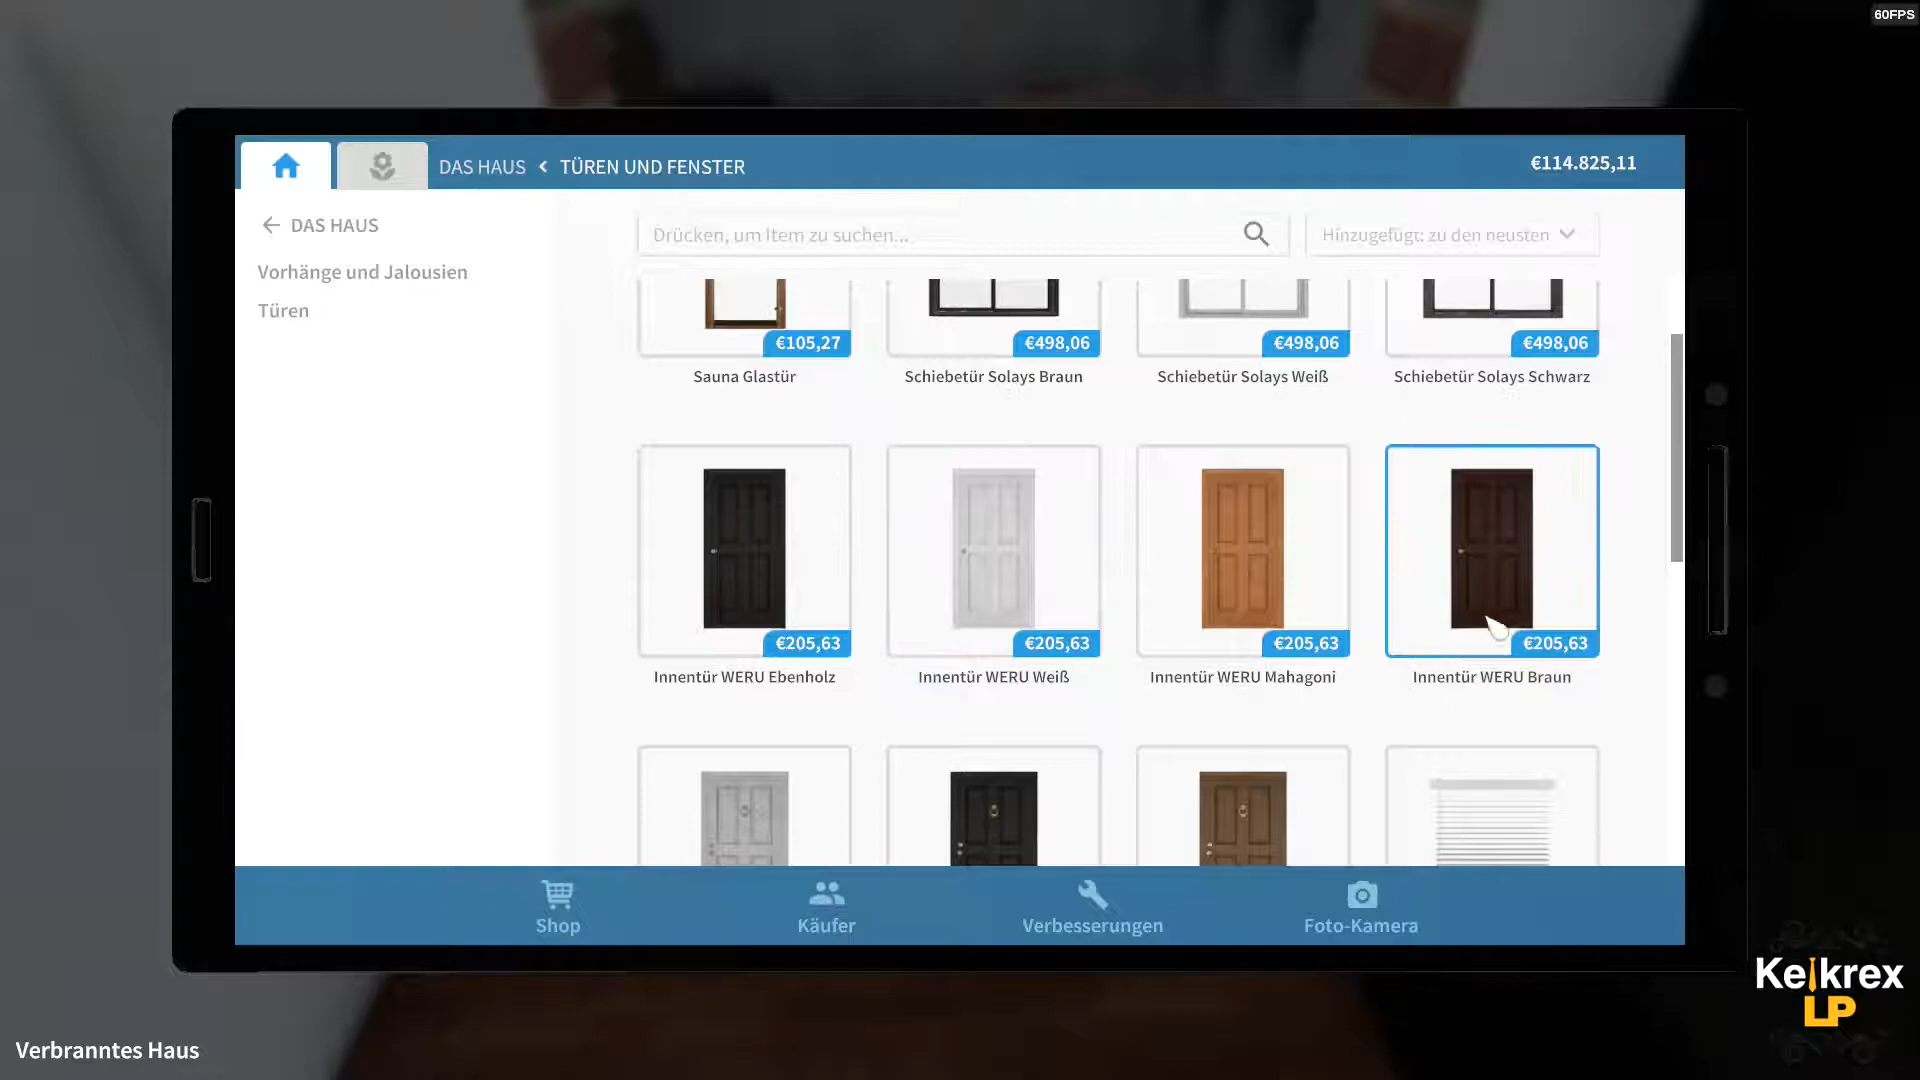 60FPS
DAS HAUS < TÜREN UND FENSTER
€114.825,11
DAS HAUS
Vorhänge und Jalousien
Türen
Drücken, um Item zu suchen...
Hinzugefügt: zu den neusten
€105,27
€498,06
€498,06
€498,06
Sauna Glastür
Schiebetür Solays Braun
Schiebetür Solays Weiß
Schiebetür Solays Schwarz
€205,63
€205,63
€205,63
€205,63
Innentür WERU Ebenholz
Innentür WERU Weiß
Innentür WERU Mahagoni
Innentür WERU Braun
Shop
Käufer
Verbesserungen
Foto-Kamera
Keikrex
LP
Verbranntes Haus